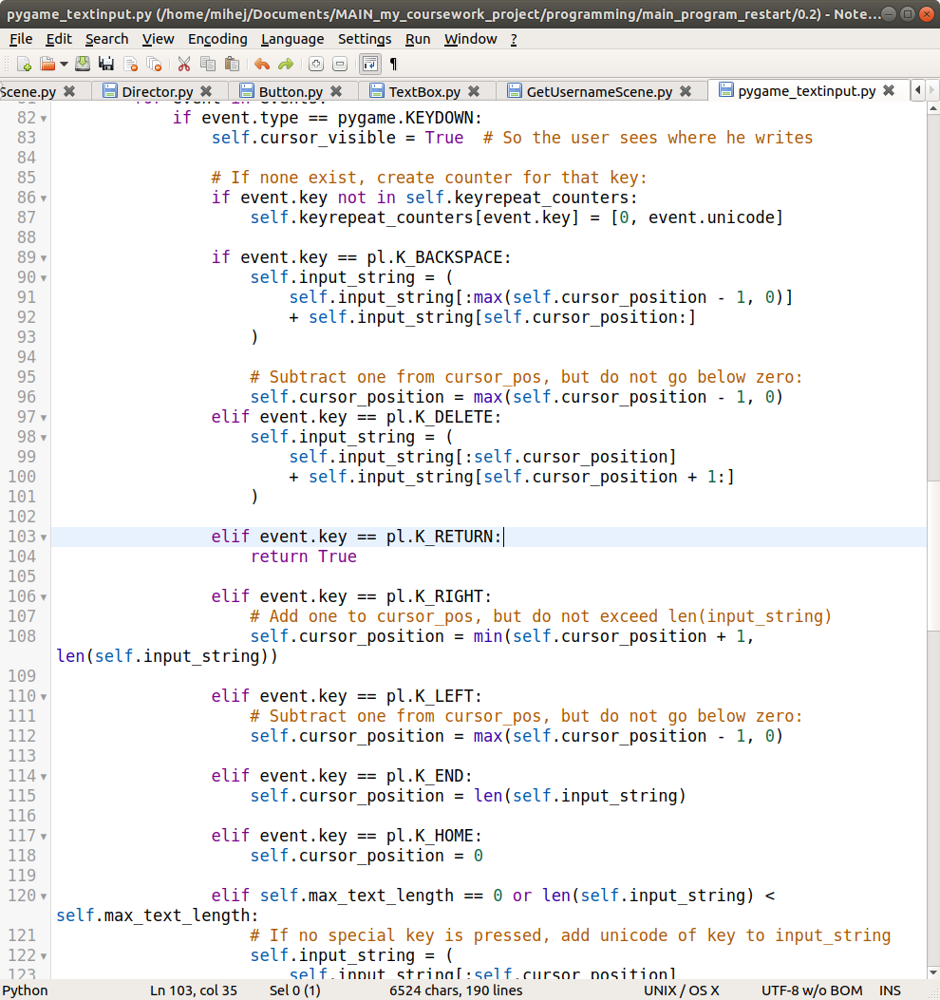 pygame_textinput.py (/home/mihej/Documents/MAIN_my_coursework_project/programming/main_program_restart/0.2) - Note...
File Edit Search View Encoding Language Settings Run Window ?
Scene.py Director.py Button.py TextBox.py GetUsernameScene.py pygame_textinput.py
81 for event in events:
82 if event.type == pygame.KEYDOWN:
83 self.cursor_visible = True  # So the user sees where he writes
84
85 # If none exist, create counter for that key:
86 if event.key not in self.keyrepeat_counters:
87 self.keyrepeat_counters[event.key] = [0, event.unicode]
88
89 if event.key == pl.K_BACKSPACE:
90 self.input_string = (
91 self.input_string[:max(self.cursor_position - 1, 0)]
92 + self.input_string[self.cursor_position:]
93 )
94
95 # Subtract one from cursor_pos, but do not go below zero:
96 self.cursor_position = max(self.cursor_position - 1, 0)
97 elif event.key == pl.K_DELETE:
98 self.input_string = (
99 self.input_string[:self.cursor_position]
100 + self.input_string[self.cursor_position + 1:]
101 )
102
103 elif event.key == pl.K_RETURN:
104 return True
105
106 elif event.key == pl.K_RIGHT:
107 # Add one to cursor_pos, but do not exceed len(input_string)
108 self.cursor_position = min(self.cursor_position + 1,
len(self.input_string))
109
110 elif event.key == pl.K_LEFT:
111 # Subtract one from cursor_pos, but do not go below zero:
112 self.cursor_position = max(self.cursor_position - 1, 0)
113
114 elif event.key == pl.K_END:
115 self.cursor_position = len(self.input_string)
116
117 elif event.key == pl.K_HOME:
118 self.cursor_position = 0
119
120 elif self.max_text_length == 0 or len(self.input_string) <
self.max_text_length:
121 # If no special key is pressed, add unicode of key to input_string
122 self.input_string = (
123 self.input_string[:self.cursor_position]
Python Ln 103, col 35 Sel 0 (1) 6524 chars, 190 lines UNIX / OS X UTF-8 w/o BOM INS